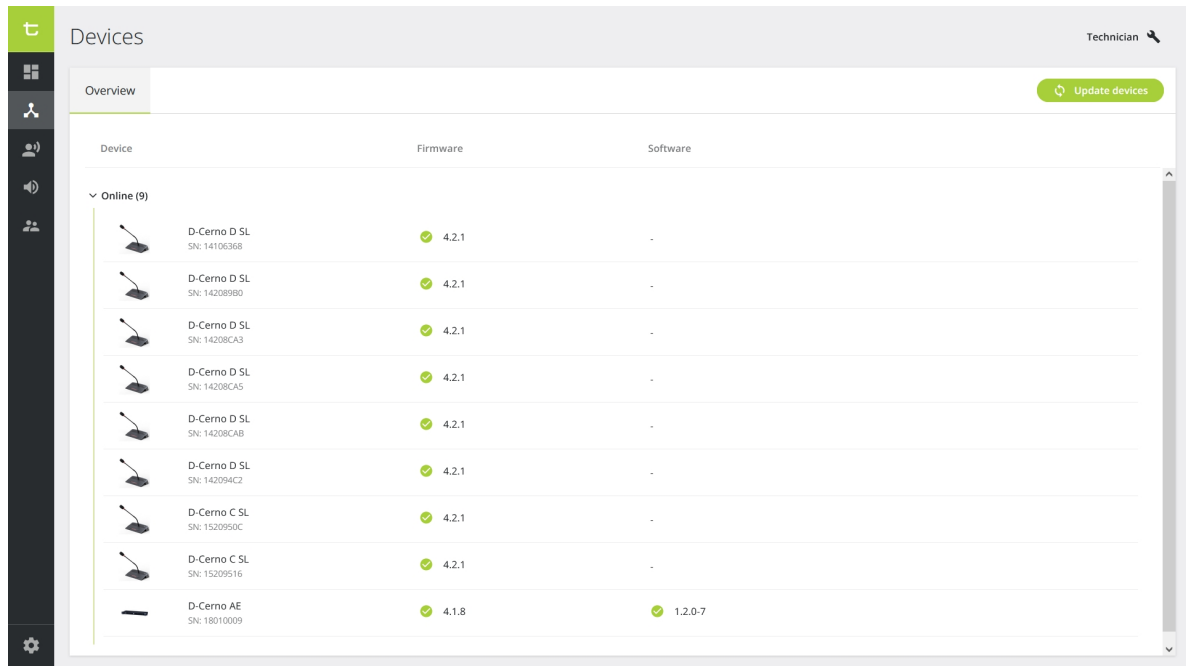 t
Devices
Technician
Overview
Update devices
Device Firmware Software
Online (9)
D-Cerno D SL
SN: 14106368
4.2.1 -
D-Cerno D SL
SN: 142089B0
4.2.1 -
D-Cerno D SL
SN: 14208CA3
4.2.1 -
D-Cerno D SL
SN: 14208CA5
4.2.1 -
D-Cerno D SL
SN: 14208CAB
4.2.1 -
D-Cerno D SL
SN: 142094C2
4.2.1 -
D-Cerno C SL
SN: 1520950C
4.2.1 -
D-Cerno C SL
SN: 15209516
4.2.1 -
D-Cerno AE
SN: 18010009
4.1.8 1.2.0-7